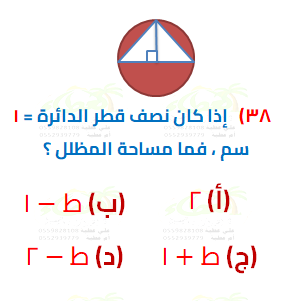 ٣٨) إذا كان نصف قطر الدائرة = ١
سم ، فما مساحة المظلل ؟
(أ) ٢ (ب) ط − ١
(ج) ط + ١ (د) ط − ٢